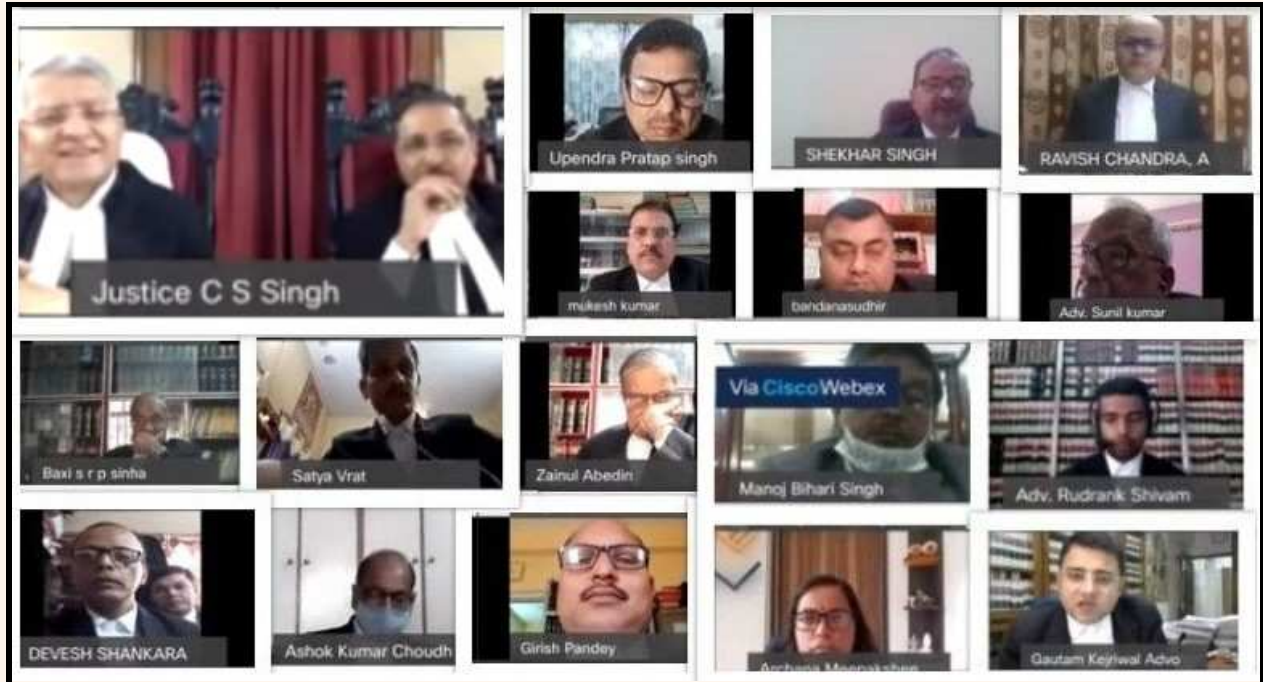 Justice C S Singh
Upendra Pratap singh
SHEKHAR SINGH
RAVISH CHANDRA, A
mukesh kumar
bandanasudhir
Adv. Sunil kumar
Baxi s r p sinha
Satya Vrat
Zainul Abedin
Via CiscoWebex
Manoj Bihari Singh
Adv. Rudrank Shivam
DEVESH SHANKARA
Ashok Kumar Choudh
Girish Pandey
Archana Meenakshee
Gautam Kejriwal Advo